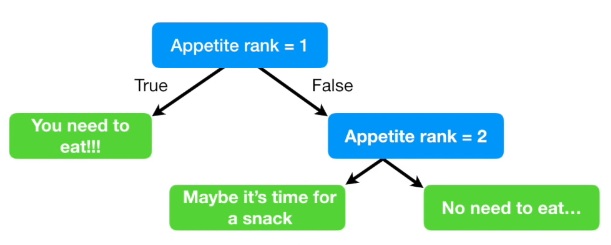 Appetite rank = 1
True
False
You need to
eat!!!
Appetite rank = 2
Maybe it's time for
a snack
No need to eat...